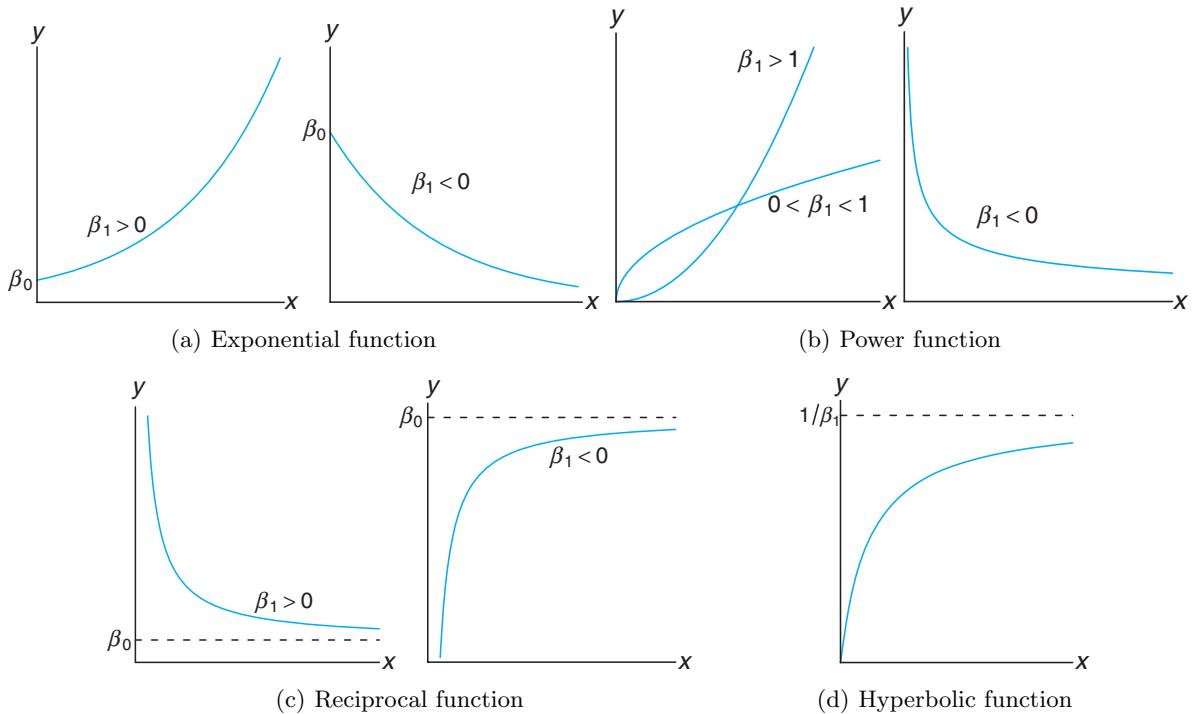 y
β₁ > 0
β₀
x
y
β₀
β₁ < 0
x
(a) Exponential function
y
β₁ > 1
0 < β₁ < 1
x
y
β₁ < 0
x
(b) Power function
y
β₁ > 0
β₀
x
y
β₀
β₁ < 0
x
(c) Reciprocal function
y
1/β₁
x
(d) Hyperbolic function